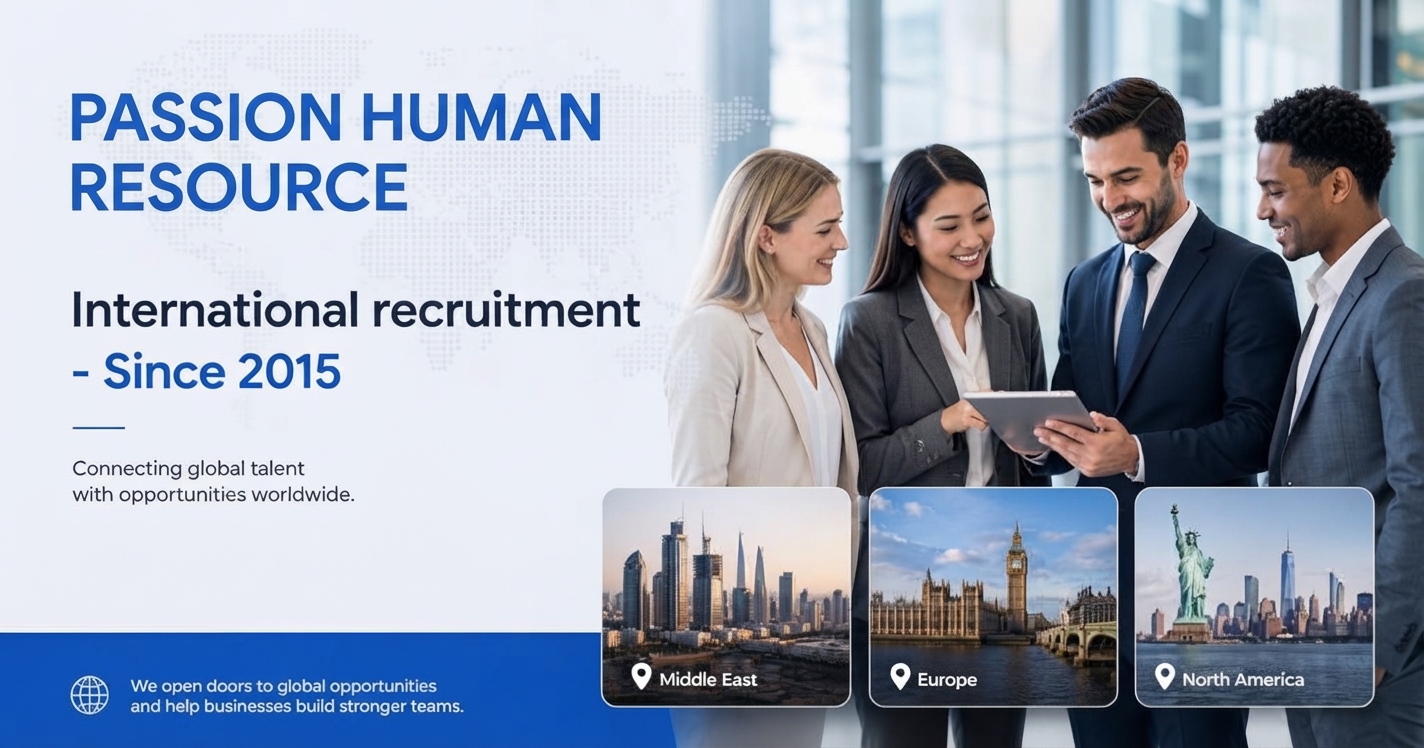 PASSION HUMAN
RESOURCE
International recruitment
- Since 2015
Connecting global talent
with opportunities worldwide.
We open doors to global opportunities
and help businesses build stronger teams.
Middle East
Europe
North America